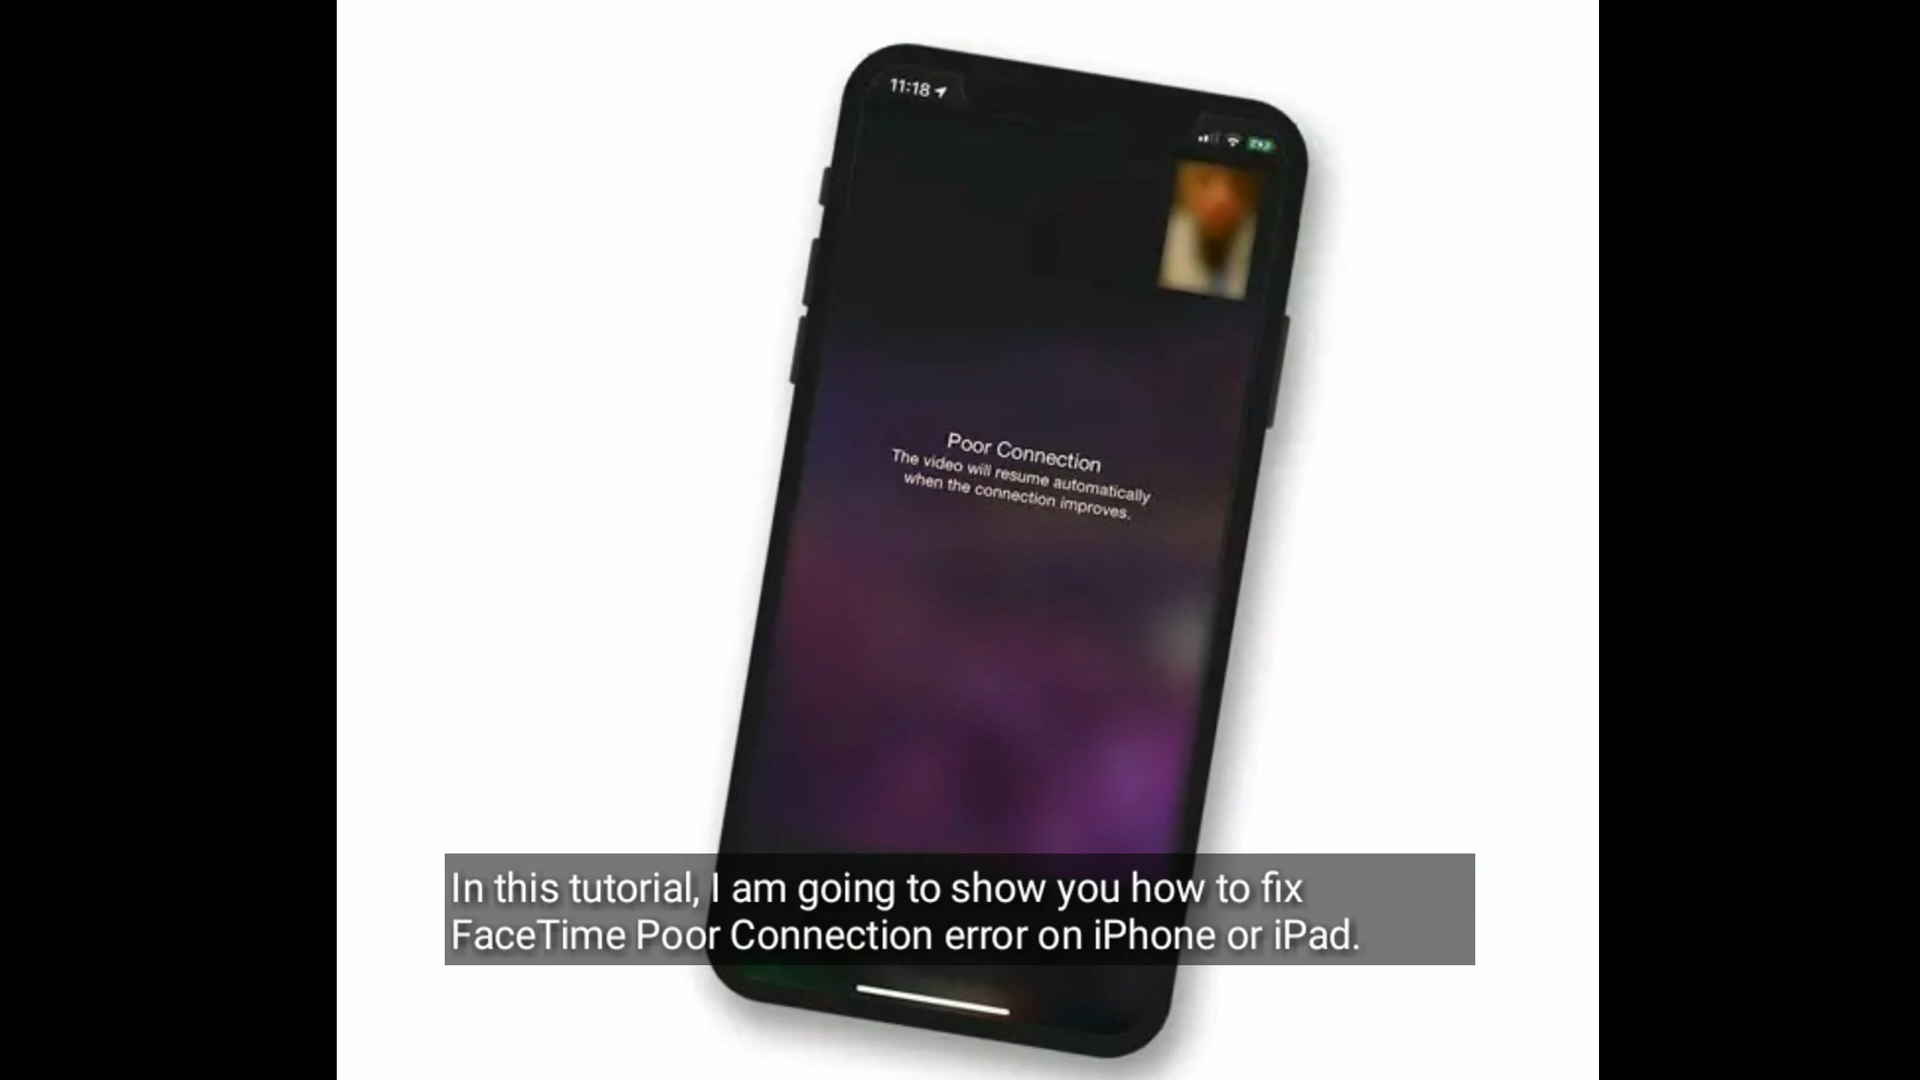 11:18
Poor Connection
The video will resume automatically
when the connection improves.
In this tutorial, I am going to show you how to fix
FaceTime Poor Connection error on iPhone or iPad.